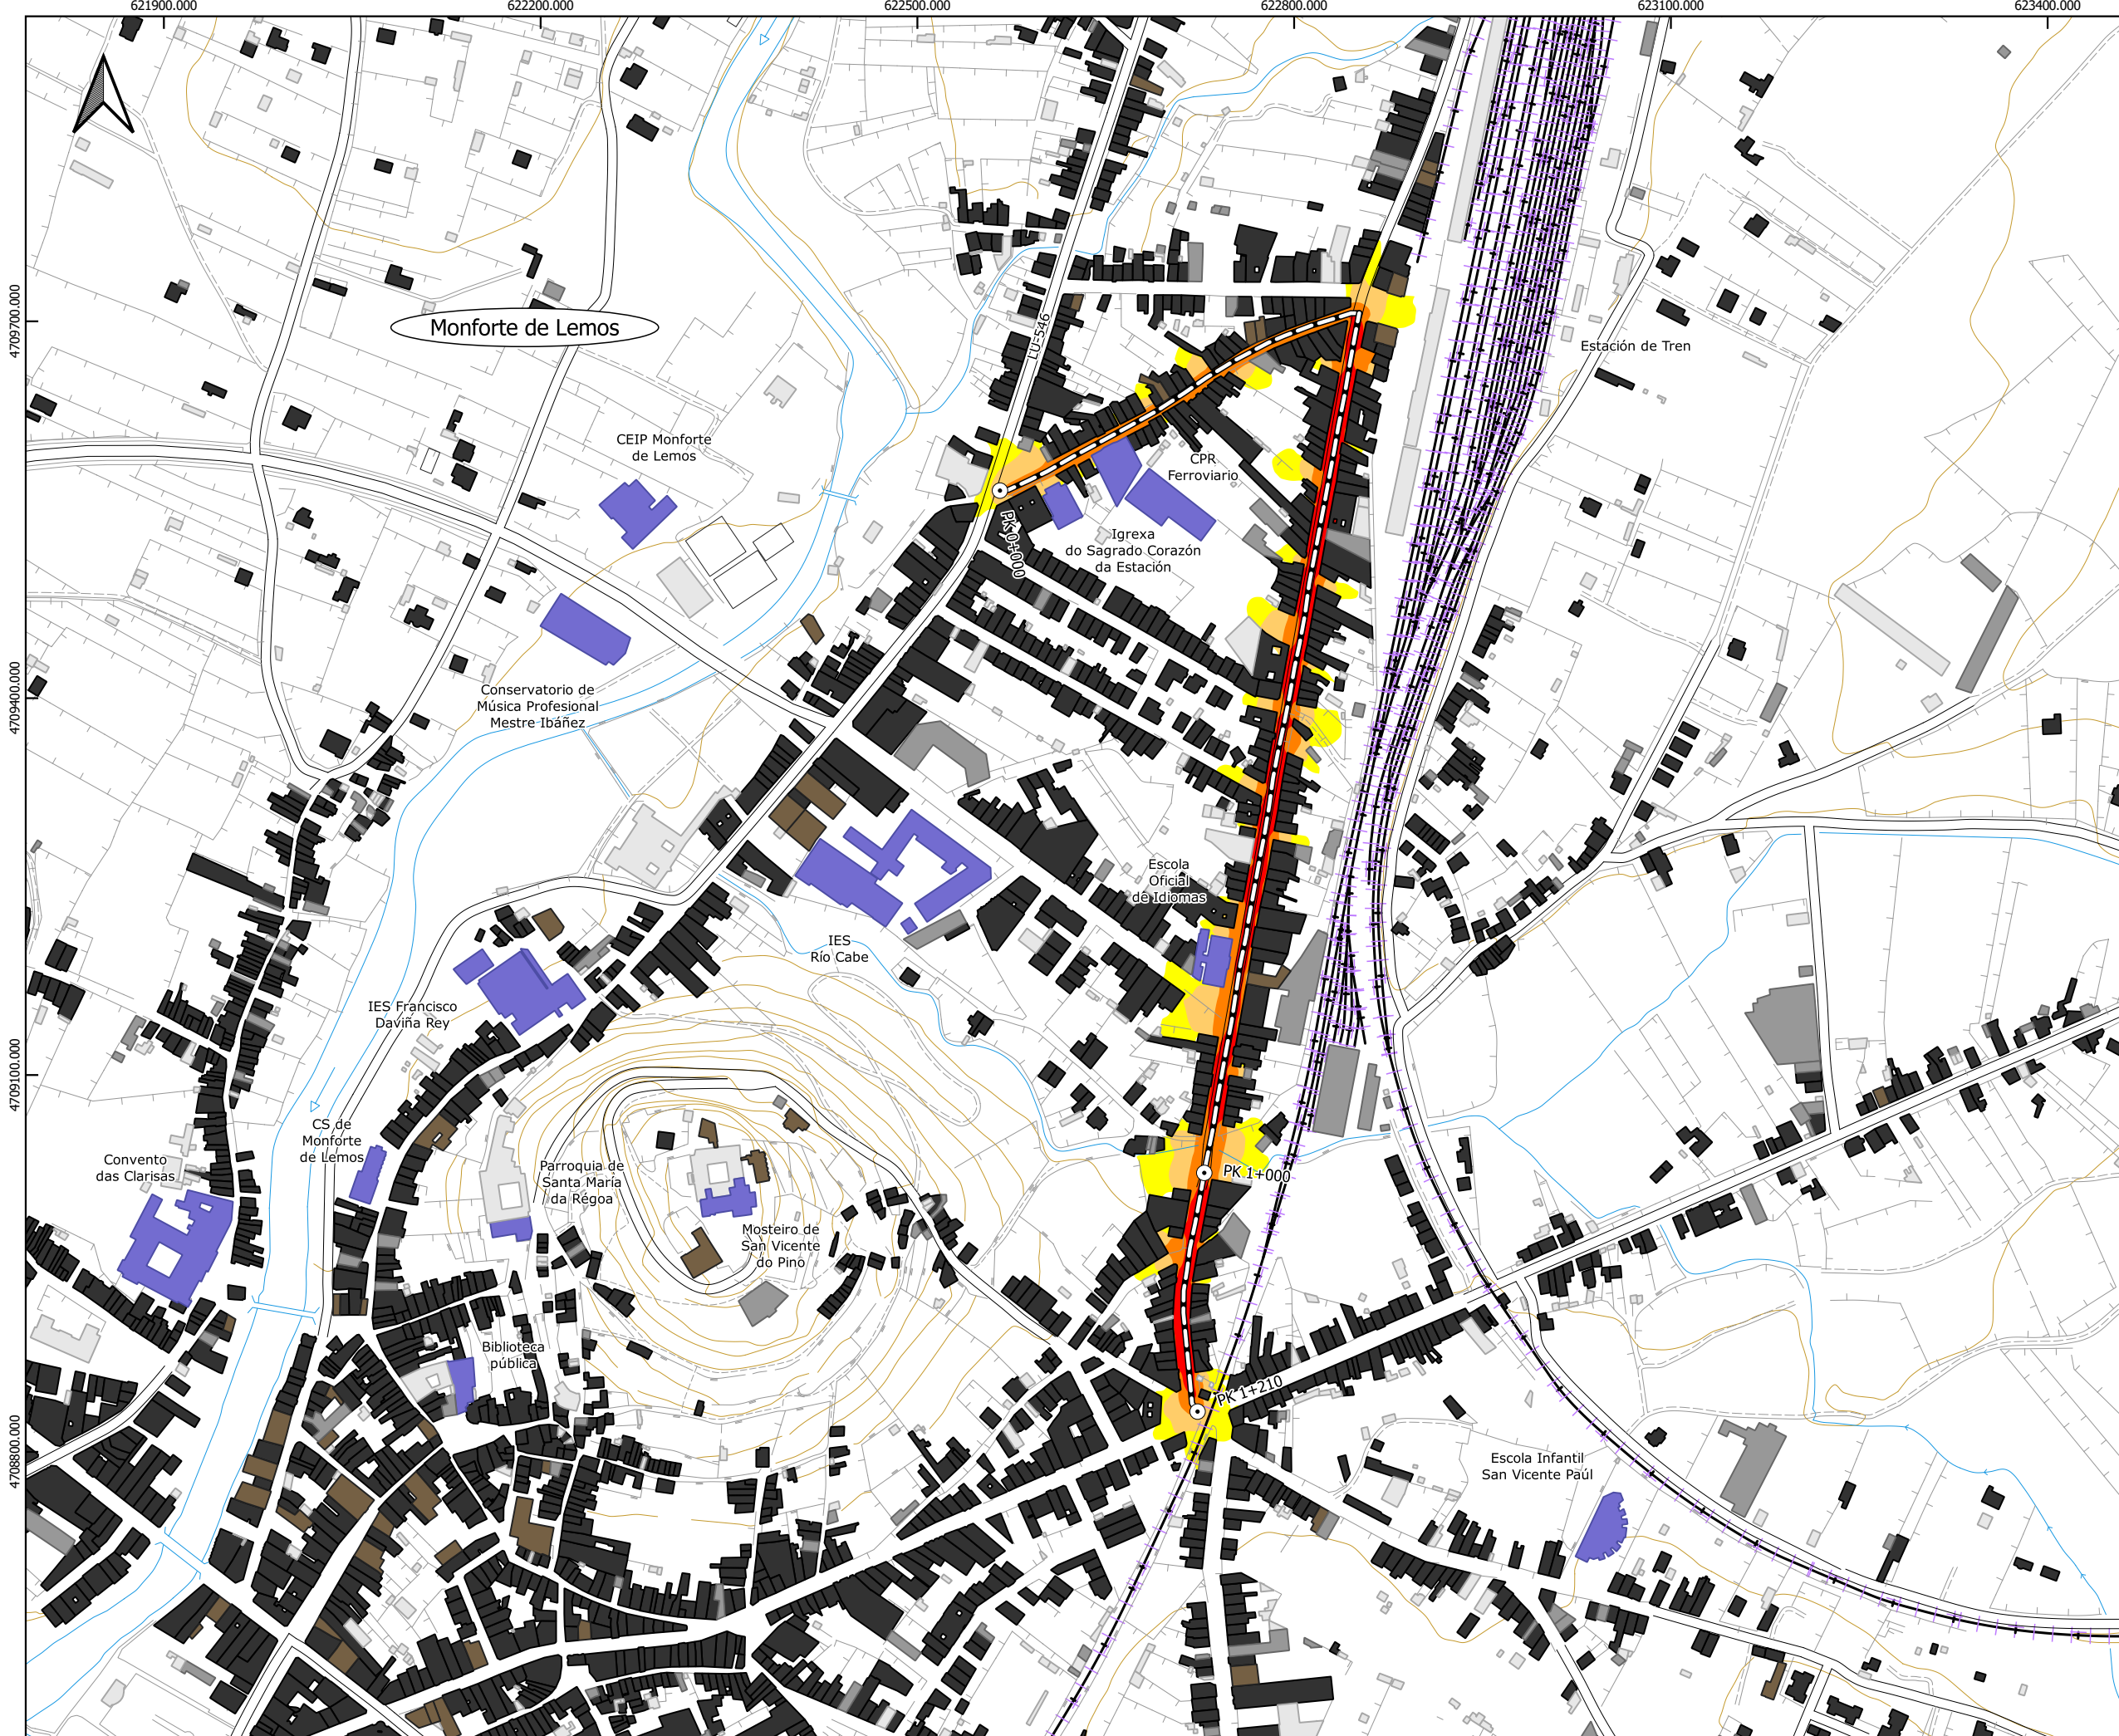 621900.000
622200.000
622500.000
622800.000
623100.000
623400.000
4709700.000
4709400.000
4709100.000
4708800.000
Monforte de Lemos
LU-546
Estación de Tren
CEIP Monforte
de Lemos
CPR
Ferroviario
PK 0+000
Igrexa
do Sagrado Corazón
da Estación
Conservatorio de
Música Profesional
Mestre Ibáñez
Escola
Oficial
de Idiomas
IES
Río Cabe
IES Francisco
Daviña Rey
CS de
Monforte
de Lemos
Convento
das Clarisas
Parroquia de
Santa María
da Régoa
PK 1+000
Mosteiro de
San Vicente
do Pino
Biblioteca
pública
PK 1+210
Escola Infantil
San Vicente Paúl